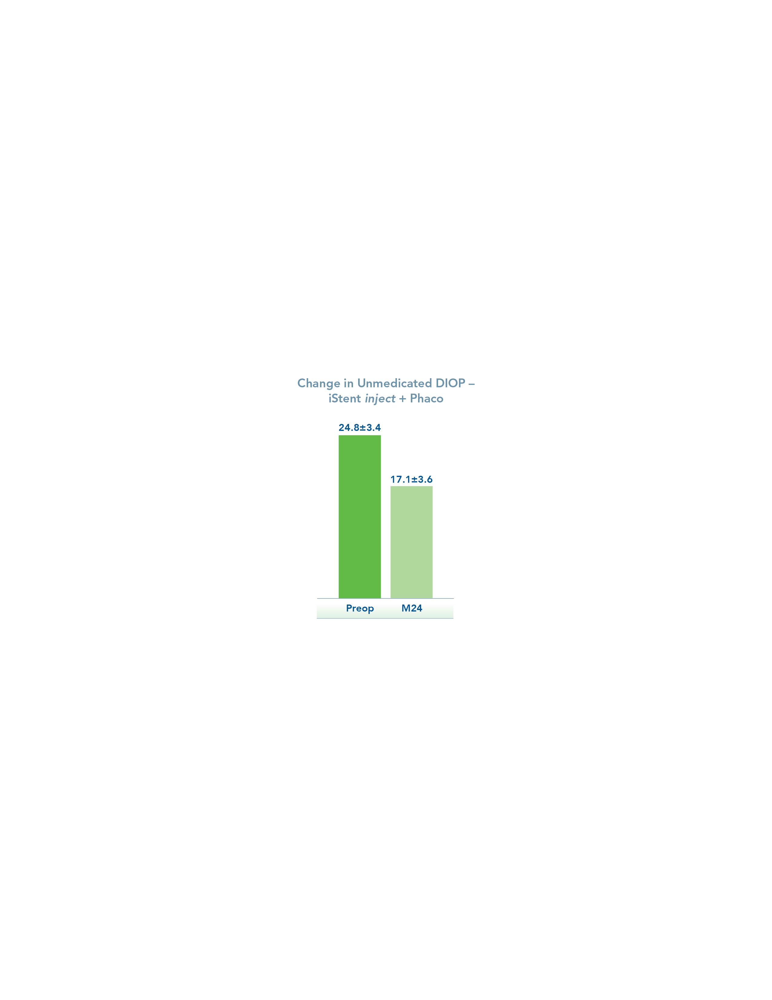 Change in Unmedicated DIOP –
iStent inject + Phaco
24.8±3.4
17.1±3.6
Preop M24